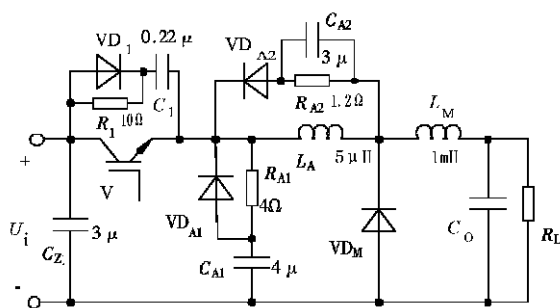 VD1
0.22 μ
C1
R1 10Ω
VD A2
CA2
3 μ
RA2 1.2Ω
LM
1mH
LA
5 μH
+
V
VDA1
RA1
4Ω
Ui
CZ
3 μ
CA1
4 μ
VDM
CO
RL
-